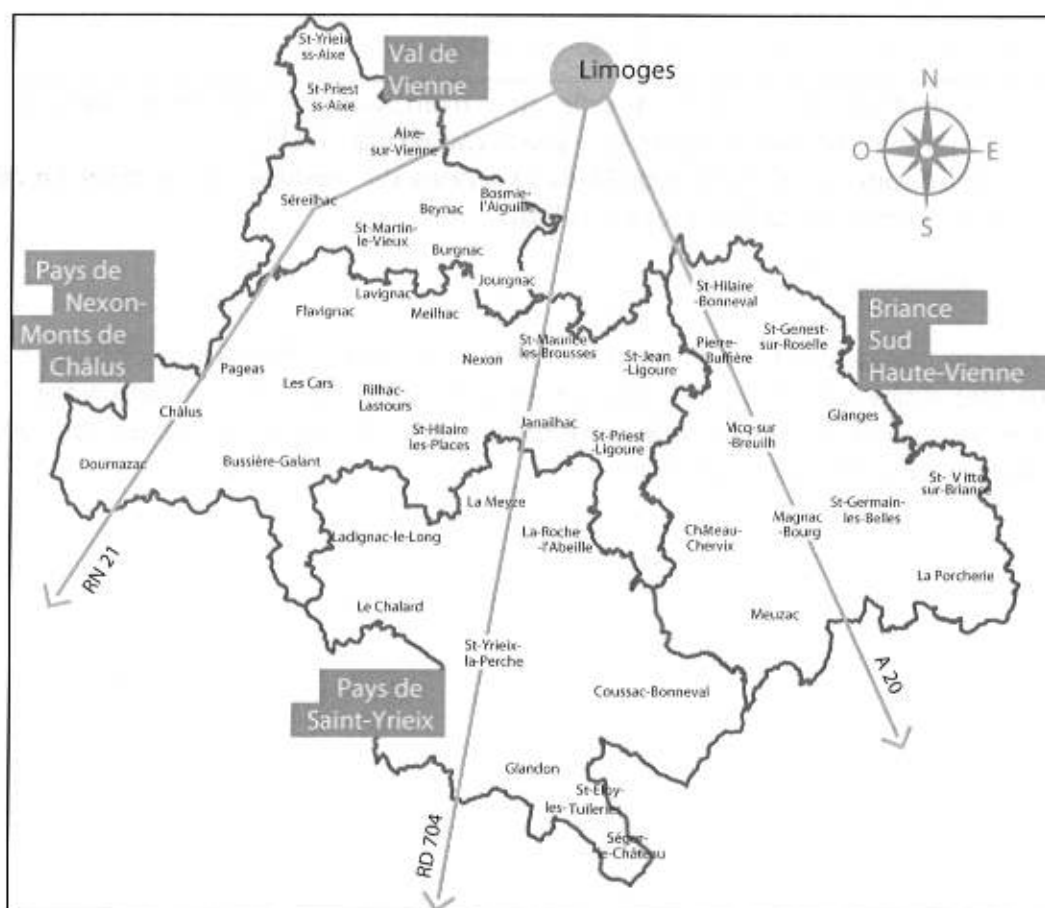 St-Yrieix
ss-Aixe
Val de
Vienne
Limoges
St-Priest
ss-Aixe
N
O
E
S
Aixe-
sur-Vienne
Séreilhac
Beynac
Bosmie-
l'Aiguille
St-Martin-
le-Vieux
Burgnac
Jourgnac
Pays de
Nexon-
Monts de
Châlus
Lavignac
Flavignac
Meilhac
St-Hilaire
-Bonneval
Briance
Sud
Haute-Vienne
St-Genest
-sur-Roselle
Pierre-
Buffière
St-Maurice
-les-Brousses
St-Jean
-Ligoure
Nexon
Pageas
Les Cars
Rilhac-
Lastours
Châlus
St-Hilaire
les-Places
Janailhac
St-Priest
-Ligoure
Glanges
Vicq-sur
-Breuilh
Dournazac
Bussière-Galant
St- Vitte
sur-Briance
La Meyze
St-Germain-
les-Belles
Magnac
-Bourg
Château-
Chervix
Ladignac-le-Long
La-Roche
-l'Abeille
La Porcherie
RN 21
Le Chalard
Meuzac
St-Yrieix-
la-Perche
A 20
Pays de
Saint-Yrieix
Coussac-Bonneval
Glandon
St-Eloy-
les-Tuileries
Ségur-
le-Château
RD 704